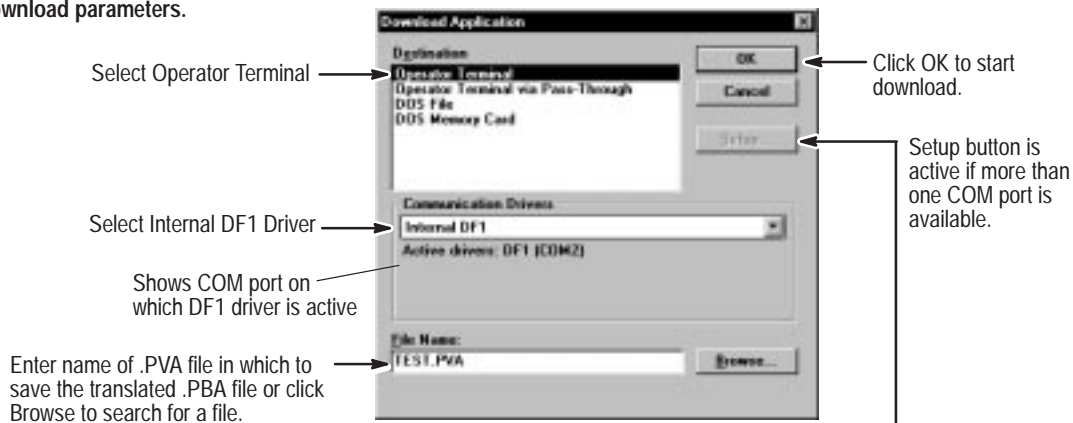 wnload parameters.
Download Application
Destination
Select Operator Terminal
Operator Terminal
Operator Terminal via Pass-Through
DOS File
DOS Memory Card
OK
Click OK to start
download.
Cancel
Setup...
Setup button is
active if more than
one COM port is
available.
Communication Drivers
Select Internal DF1 Driver
Internal DF1
Active drivers: DF1 (COM2)
Shows COM port on
which DF1 driver is active
File Name:
TEST.PVA
Browse...
Enter name of .PVA file in which to
save the translated .PBA file or click
Browse to search for a file.